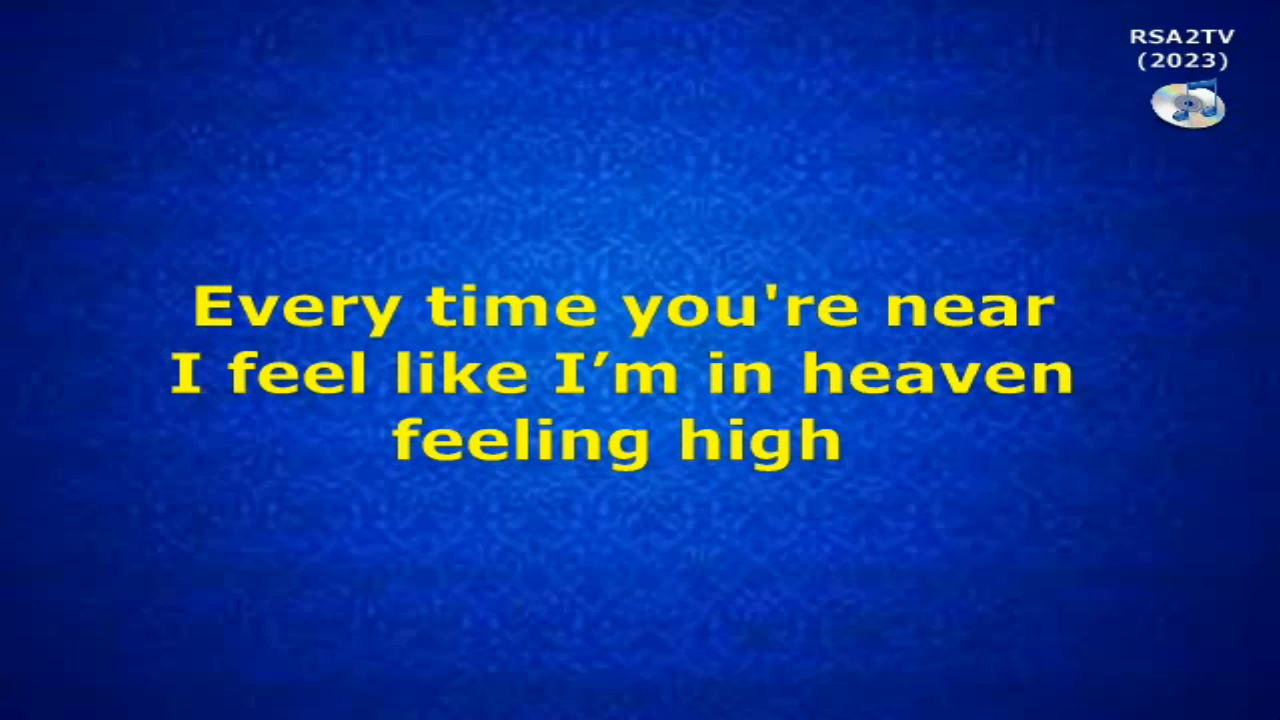 RSA2TV
(2023)
Every time you're near
I feel like I’m in heaven
feeling high